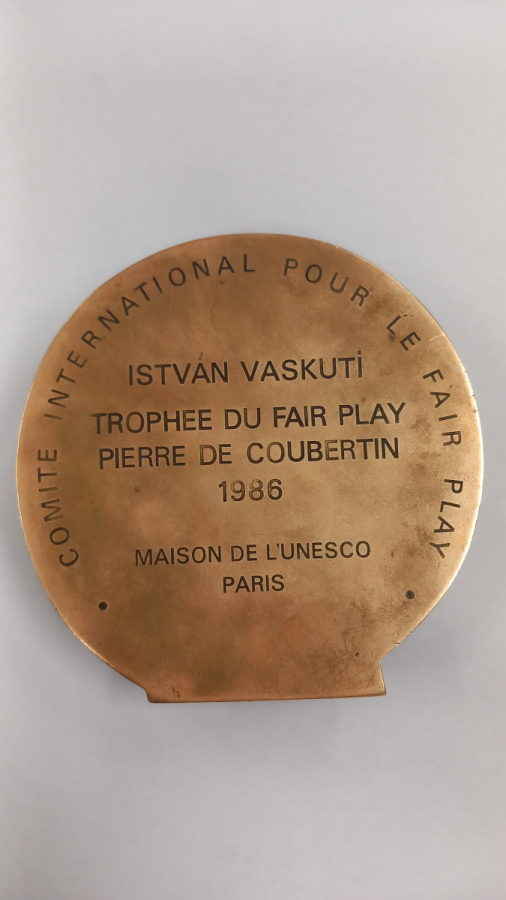 COMITE INTERNATIONAL POUR LE FAIR PLAY
ISTVÁN VASKUTI
TROPHEE DU FAIR PLAY
PIERRE DE COUBERTIN
1986
MAISON DE L'UNESCO
PARIS